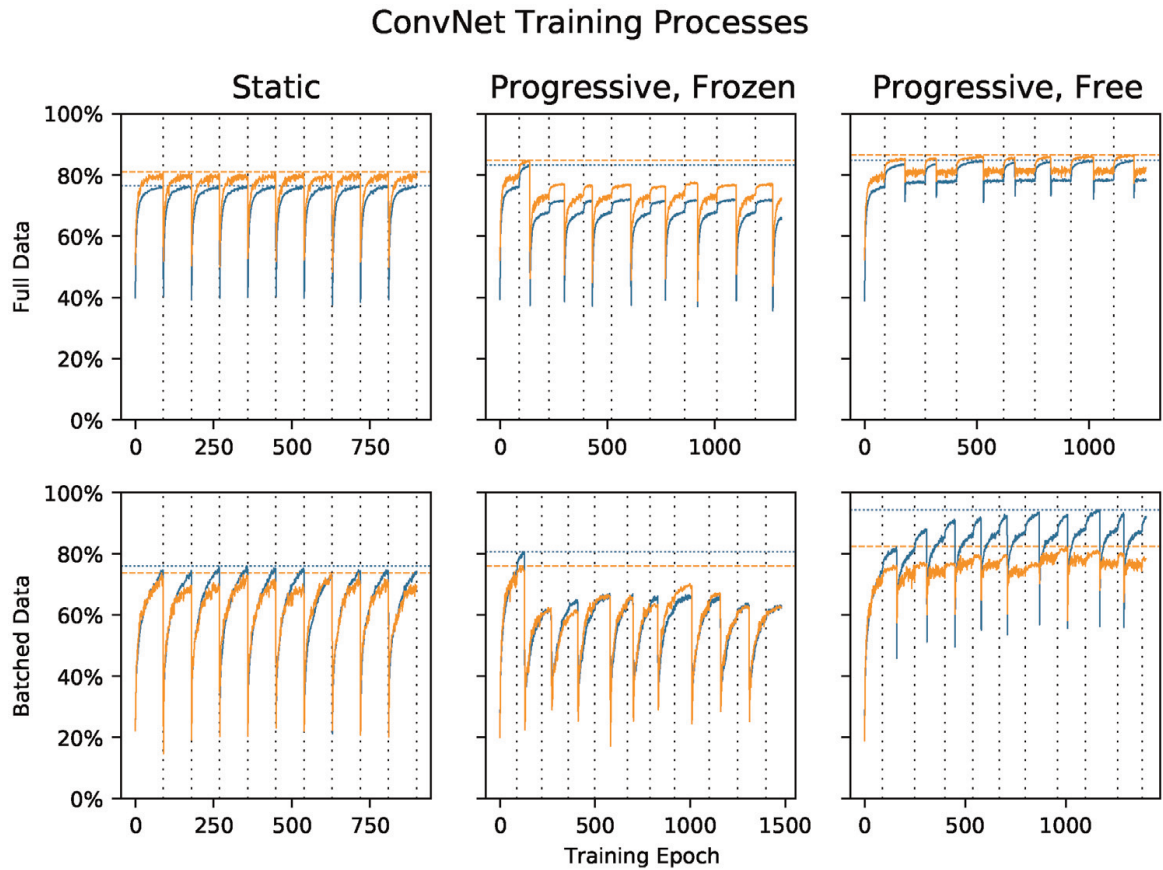 ConvNet Training Processes
Static
Progressive, Frozen
Progressive, Free
Full Data
100%
80%
60%
40%
20%
0%
0 250 500 750
0 500 1000
0 500 1000
Batched Data
100%
80%
60%
40%
20%
0%
0 250 500 750
0 500 1000 1500
0 500 1000
Training Epoch